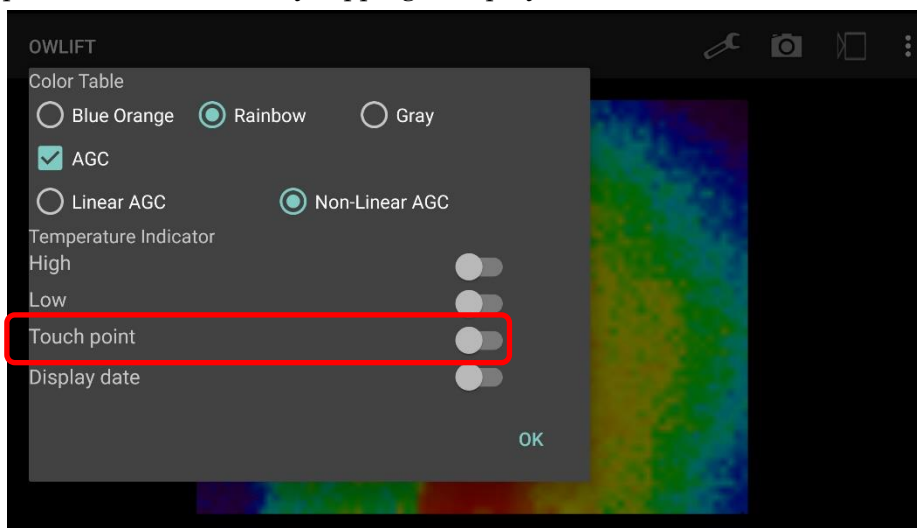 OWLIFT
Color Table
Blue Orange Rainbow Gray
AGC
Linear AGC Non-Linear AGC
Temperature Indicator
High
Low
Touch point
Display date
OK